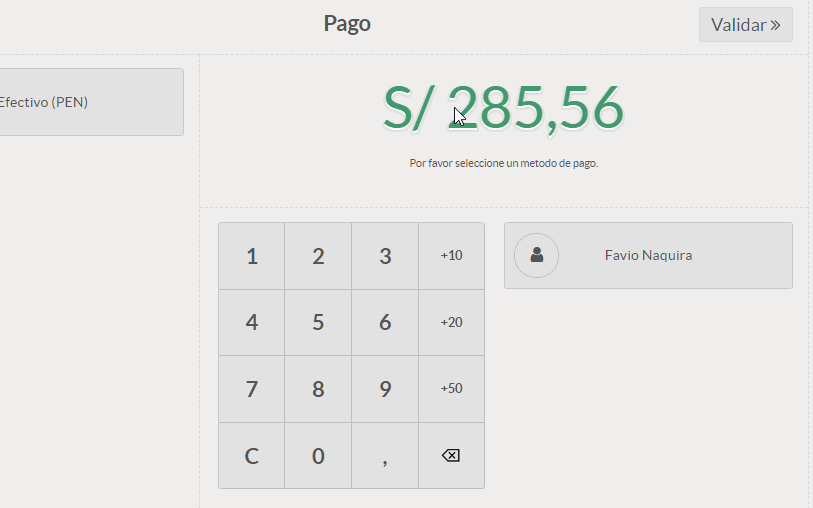 Pago
Validar »
Efectivo (PEN)
S/ 285,56
Por favor seleccione un metodo de pago.
1 2 3 +10
Favio Naquira
4 5 6 +20
7 8 9 +50
C 0 ,